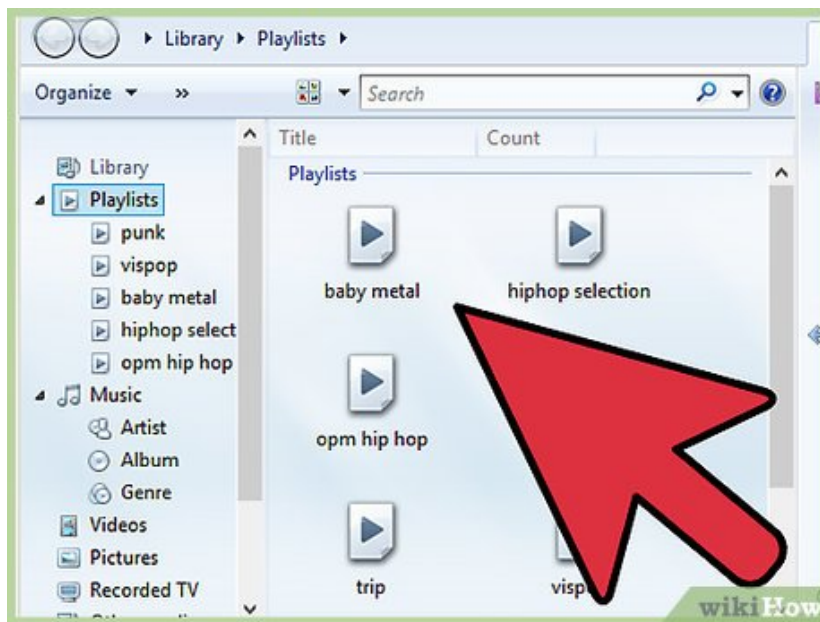 Library Playlists
Organize »
Search
Title Count
Library
Playlists
punk
vispop
baby metal
hiphop select
opm hip hop
Music
Artist
Album
Genre
Videos
Pictures
Recorded TV
Playlists
baby metal hiphop selection
opm hip hop
trip
wikiHow